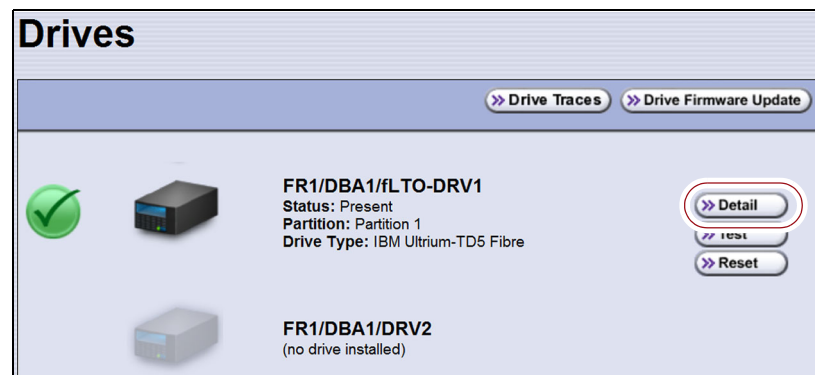 Drives
Drive Traces
Drive Firmware Update
FR1/DBA1/fLTO-DRV1
Status: Present
Partition: Partition 1
Drive Type: IBM Ultrium-TD5 Fibre
Detail
Test
Reset
FR1/DBA1/DRV2
(no drive installed)